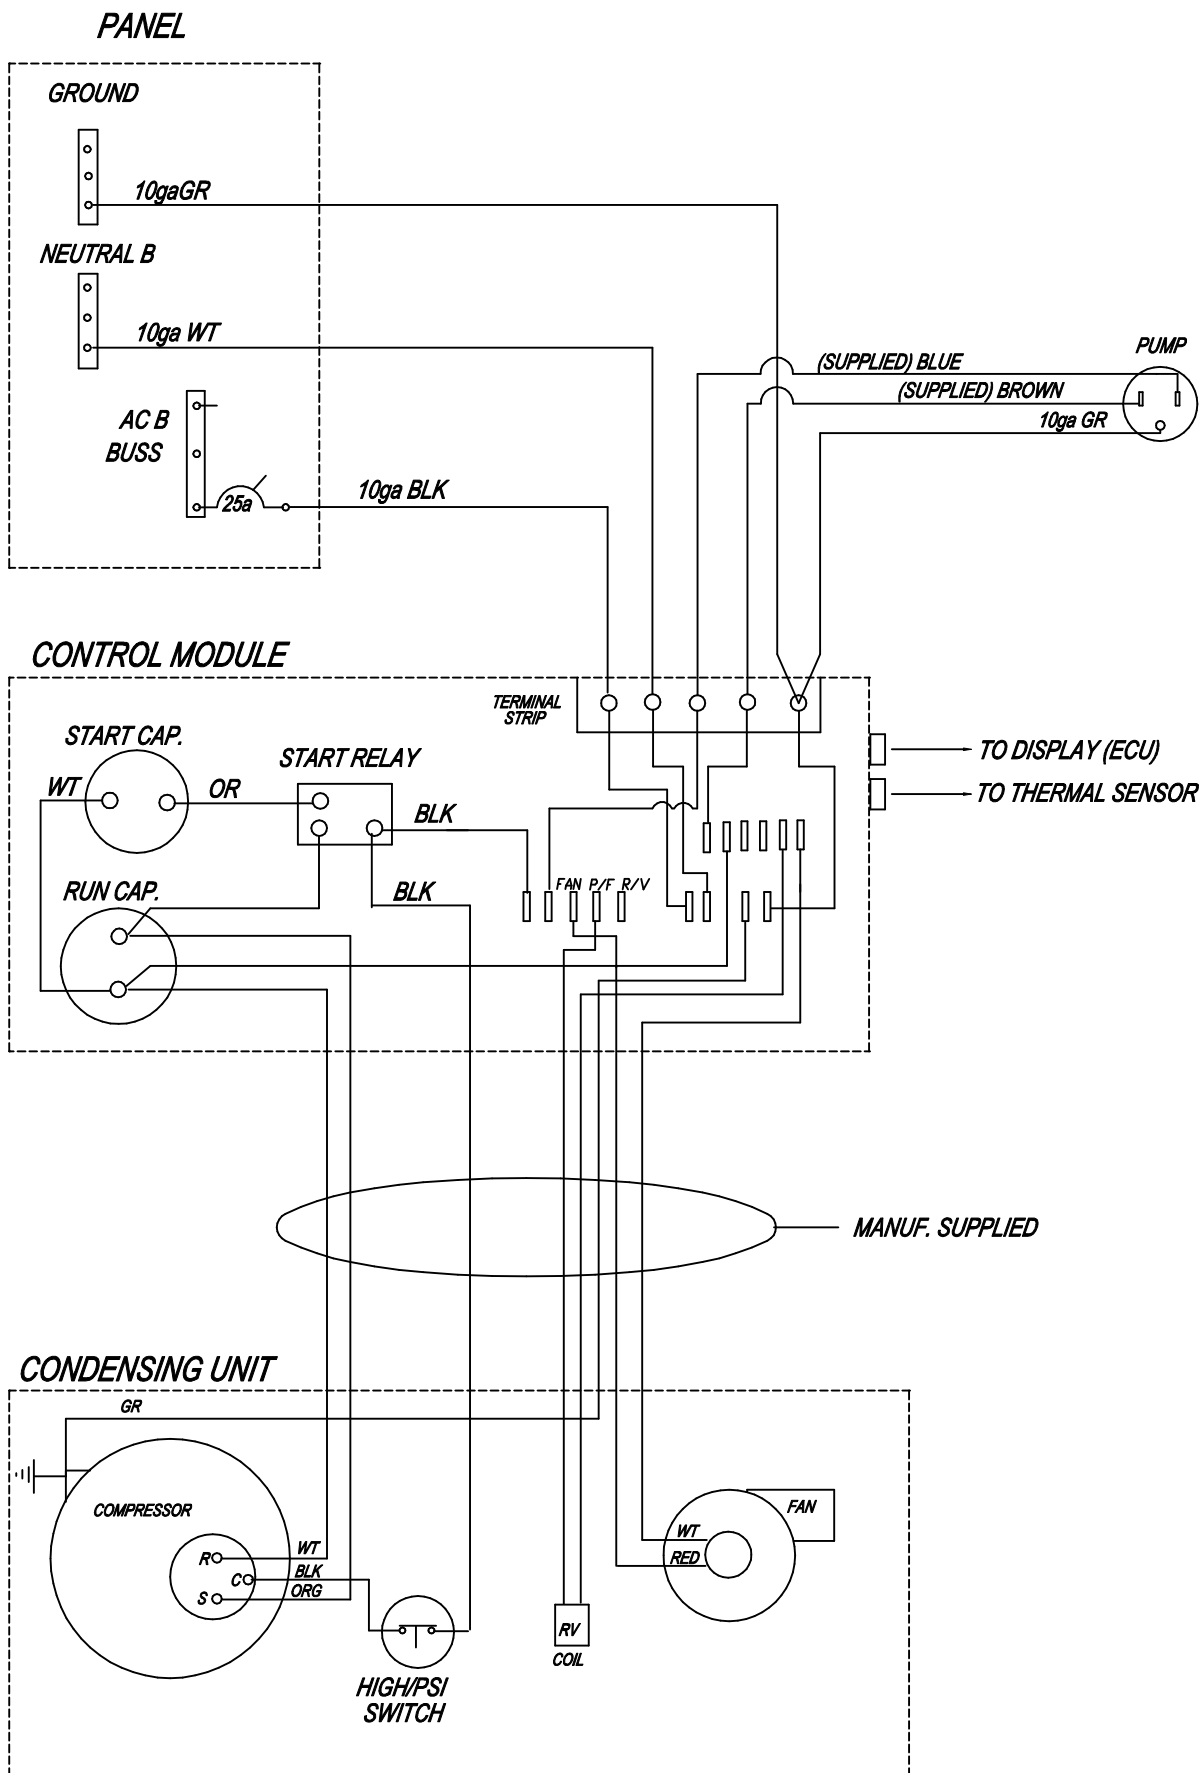 PANEL
GROUND
10gaGR
NEUTRAL B
10ga WT
PUMP
(SUPPLIED) BLUE
(SUPPLIED) BROWN
10ga GR
AC B
BUSS
25a
10ga BLK
CONTROL MODULE
TERMINAL
STRIP
START CAP.
START RELAY
TO DISPLAY (ECU)
WT
OR
TO THERMAL SENSOR
BLK
RUN CAP.
BLK
FAN P/F R/V
MANUF. SUPPLIED
CONDENSING UNIT
GR
COMPRESSOR
FAN
R
WT
WT
C
BLK
RED
S
ORG
RV
COIL
HIGH/PSI
SWITCH